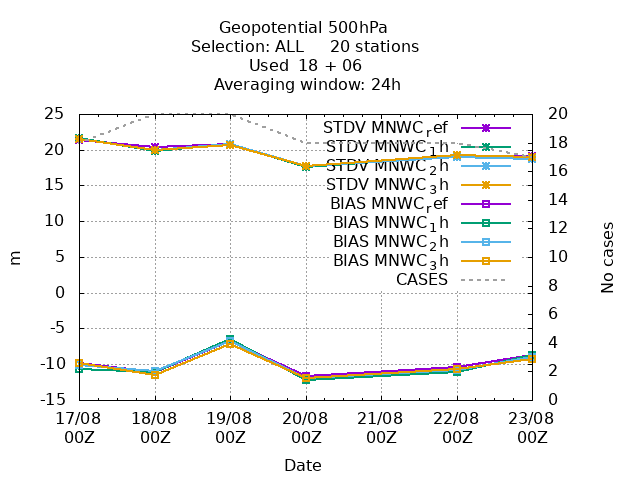 Geopotential 500hPa
Selection: ALL 20 stations
Used 18 + 06
Averaging window: 24h
STDV MNWC_ref
STDV MNWC_1h
STDV MNWC_2h
STDV MNWC_3h
BIAS MNWC_ref
BIAS MNWC_1h
BIAS MNWC_2h
BIAS MNWC_3h
CASES
25
20
15
10
5
0
-5
-10
-15
m
20
18
16
14
12
10
8
6
4
2
0
No cases
17/08 18/08 19/08 20/08 21/08 22/08 23/08
00Z 00Z 00Z 00Z 00Z 00Z 00Z
Date